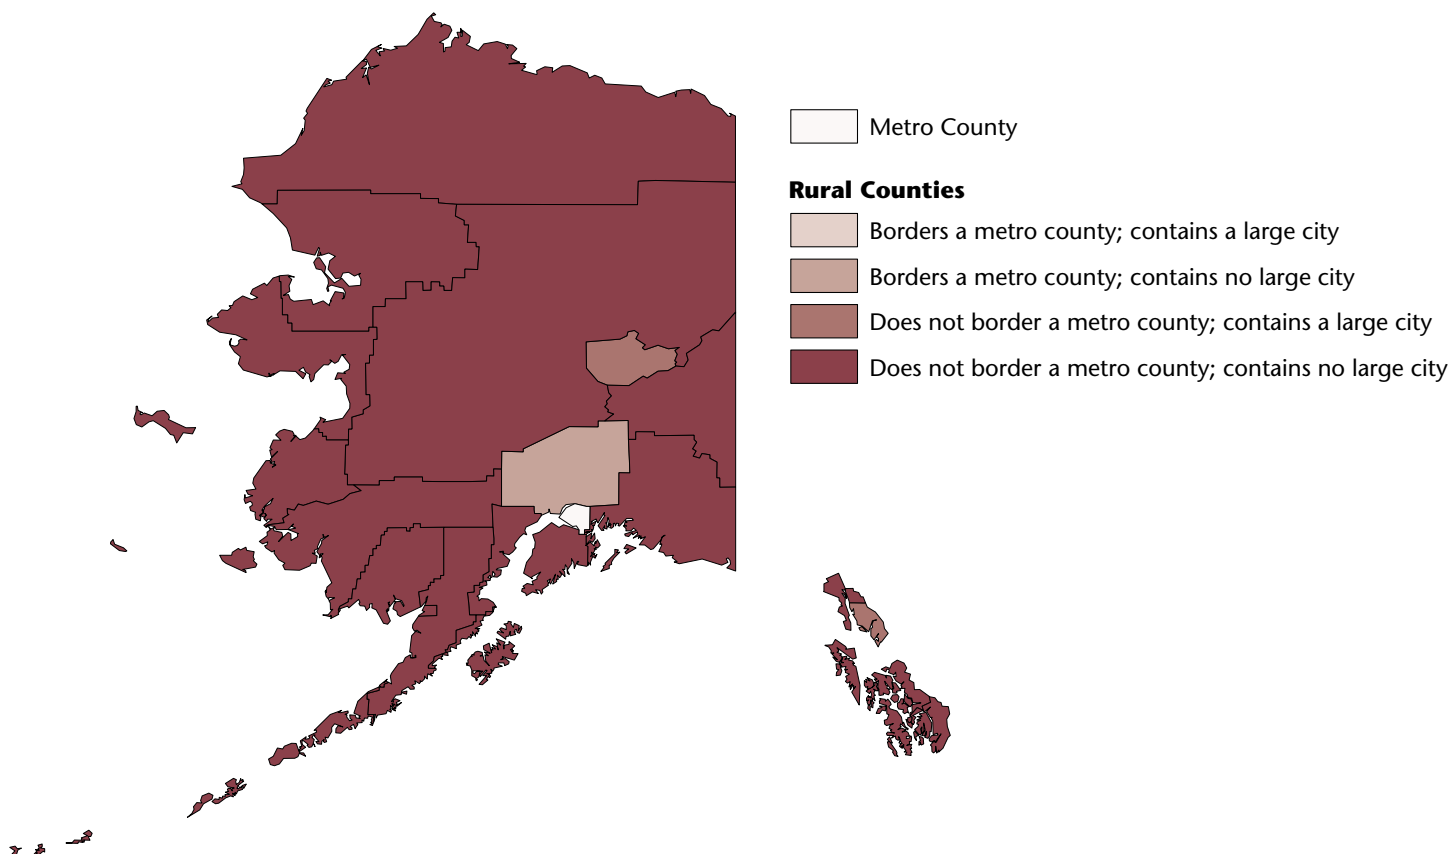 Metro County
Rural Counties
Borders a metro county; contains a large city
Borders a metro county; contains no large city
Does not border a metro county; contains a large city
Does not border a metro county; contains no large city